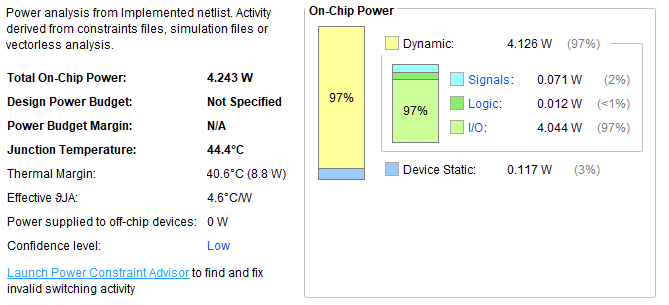 Power analysis from Implemented netlist. Activity
derived from constraints files, simulation files or
vectorless analysis.
Total On-Chip Power: 4.243 W
Design Power Budget: Not Specified
Power Budget Margin: N/A
Junction Temperature: 44.4°C
Thermal Margin: 40.6°C (8.8 W)
Effective ϑJA: 4.6°C/W
Power supplied to off-chip devices: 0 W
Confidence level: Low
Launch Power Constraint Advisor to find and fix
invalid switching activity
On-Chip Power
97%
Dynamic: 4.126 W (97%)
97%
Signals: 0.071 W (2%)
Logic: 0.012 W (<1%)
I/O: 4.044 W (97%)
Device Static: 0.117 W (3%)